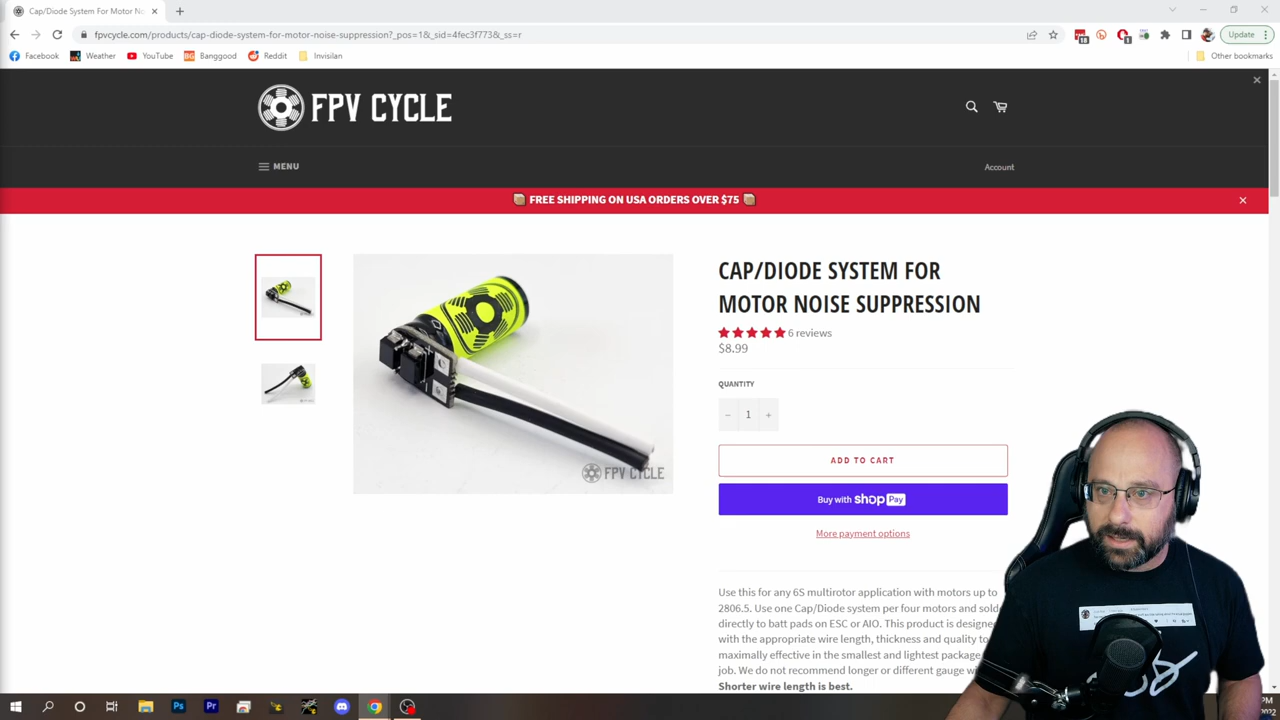 Cap/Diode System For Motor No
fpvcycle.com/products/cap-diode-system-for-motor-noise-suppression?_pos=1&_sid=4fec3f773&_ss=r
Update
Facebook Weather YouTube Banggood Reddit Invisilan Other bookmarks
FPV CYCLE
MENU
Account
FREE SHIPPING ON USA ORDERS OVER $75
CAP/DIODE SYSTEM FOR
MOTOR NOISE SUPPRESSION
6 reviews
$8.99
QUANTITY
− 1 +
ADD TO CART
Buy with shop Pay
More payment options
FPV CYCLE
Use this for any 6S multirotor application with motors up to
2806.5. Use one Cap/Diode system per four motors and sold
directly to batt pads on ESC or AIO. This product is designe
with the appropriate wire length, thickness and quality to
maximally effective in the smallest and lightest package
job. We do not recommend longer or different gauge w
Shorter wire length is best.
PM